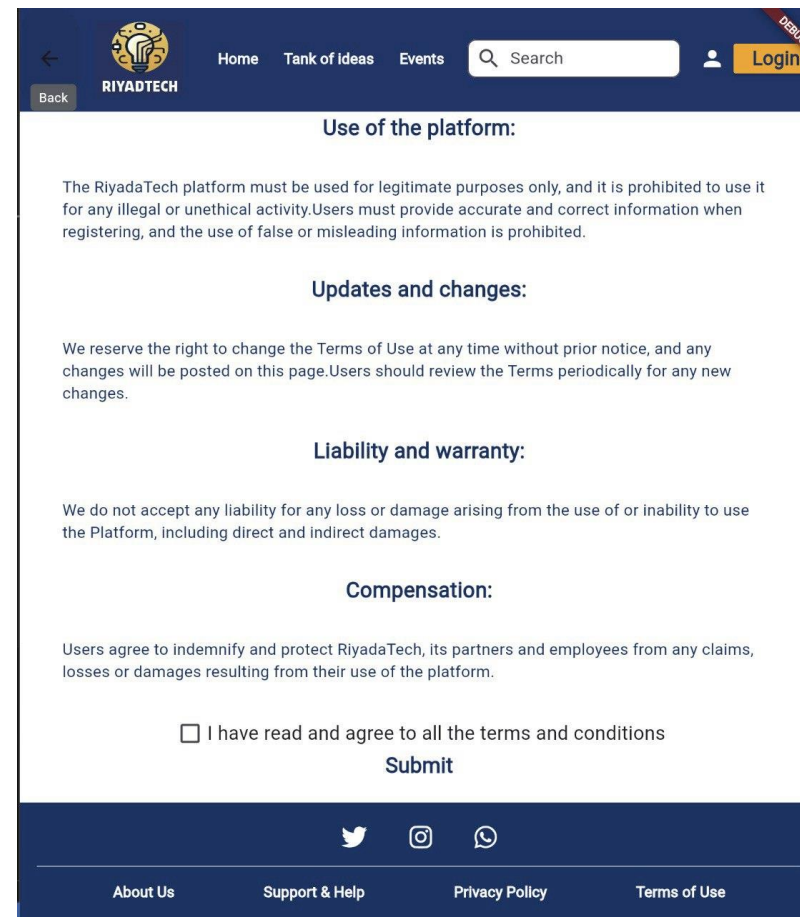 Back
RIYADTECH
Home
Tank of ideas
Events
Search
Login
Use of the platform:
The RiyadaTech platform must be used for legitimate purposes only, and it is prohibited to use it
for any illegal or unethical activity.Users must provide accurate and correct information when
registering, and the use of false or misleading information is prohibited.
Updates and changes:
We reserve the right to change the Terms of Use at any time without prior notice, and any
changes will be posted on this page.Users should review the Terms periodically for any new
changes.
Liability and warranty:
We do not accept any liability for any loss or damage arising from the use of or inability to use
the Platform, including direct and indirect damages.
Compensation:
Users agree to indemnify and protect RiyadaTech, its partners and employees from any claims,
losses or damages resulting from their use of the platform.
I have read and agree to all the terms and conditions
Submit
About Us
Support & Help
Privacy Policy
Terms of Use